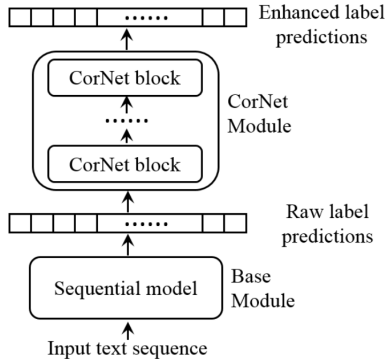 Enhanced label
predictions
......
CorNet block
......
CorNet block
CorNet
Module
......
Raw label
predictions
Sequential model
Base
Module
Input text sequence